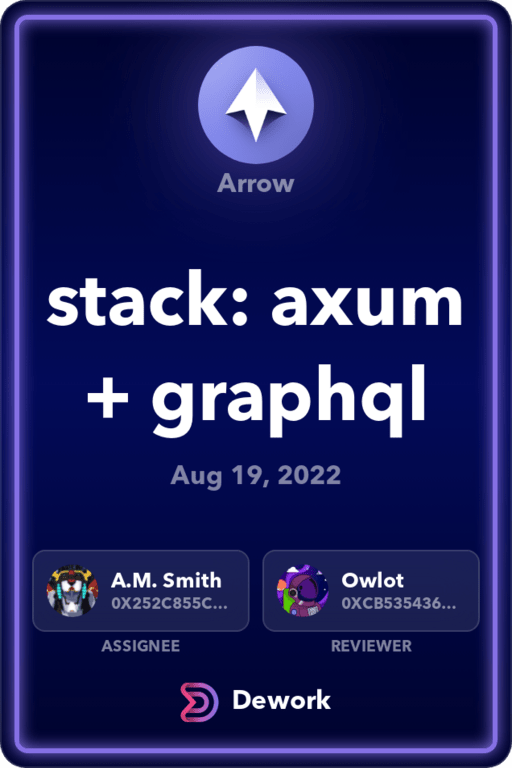 Arrow
stack: axum
+ graphql
Aug 19, 2022
A.M. Smith
0X252C855C...
ASSIGNEE
Owlot
0XCB535436...
REVIEWER
Dework